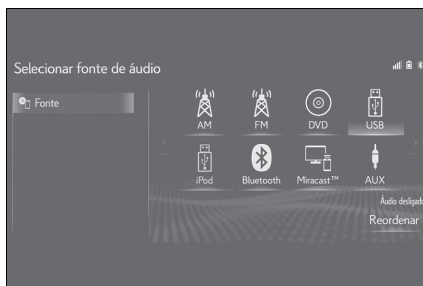 Selecionar fonte de áudio
Fonte
AM FM DVD USB
iPod Bluetooth Miracast™ AUX
Áudio desligado
Reordenar